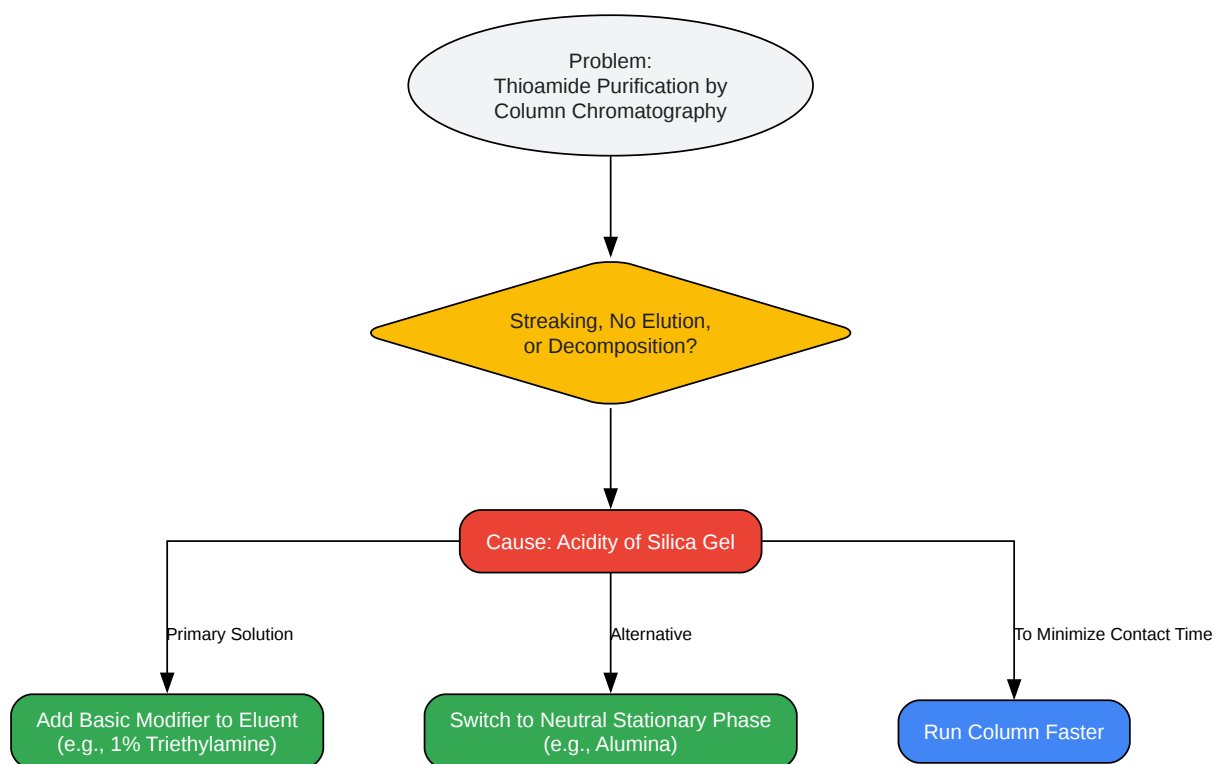 Problem:
Thioamide Purification by
Column Chromatography
Streaking, No Elution,
or Decomposition?
Cause: Acidity of Silica Gel
Primary Solution
Alternative
To Minimize Contact Time
Add Basic Modifier to Eluent
(e.g., 1% Triethylamine)
Switch to Neutral Stationary Phase
(e.g., Alumina)
Run Column Faster